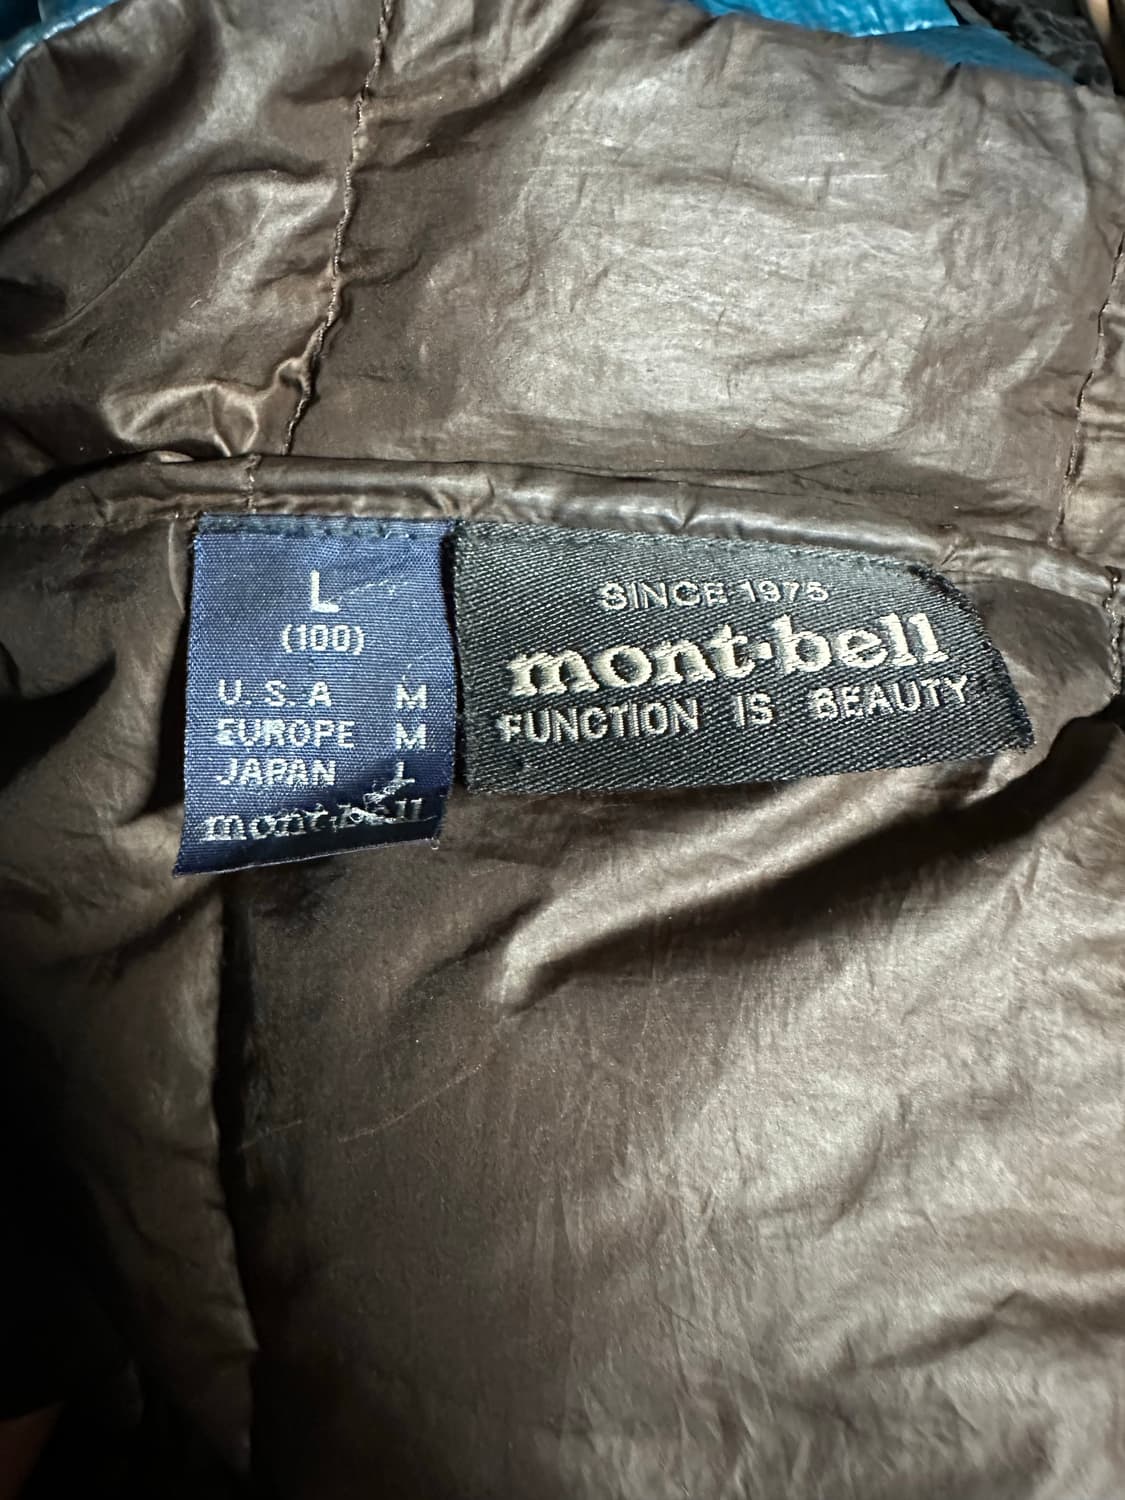 L
(100)
U.S.A M
EUROPE M
JAPAN L
mont-bell
SINCE 1975
mont-bell
FUNCTION IS BEAUTY